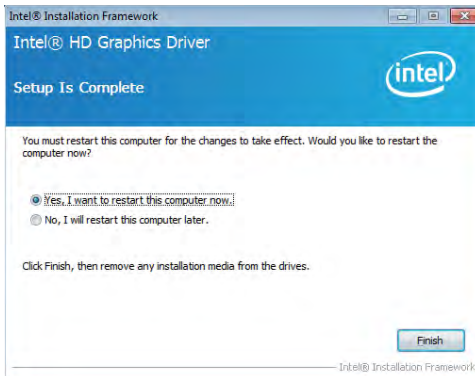 Intel® Installation Framework
Intel® HD Graphics Driver
intel
Setup Is Complete
You must restart this computer for the changes to take effect. Would you like to restart the
computer now?
Yes, I want to restart this computer now.
No, I will restart this computer later.
Click Finish, then remove any installation media from the drives.
Finish
Intel® Installation Framework